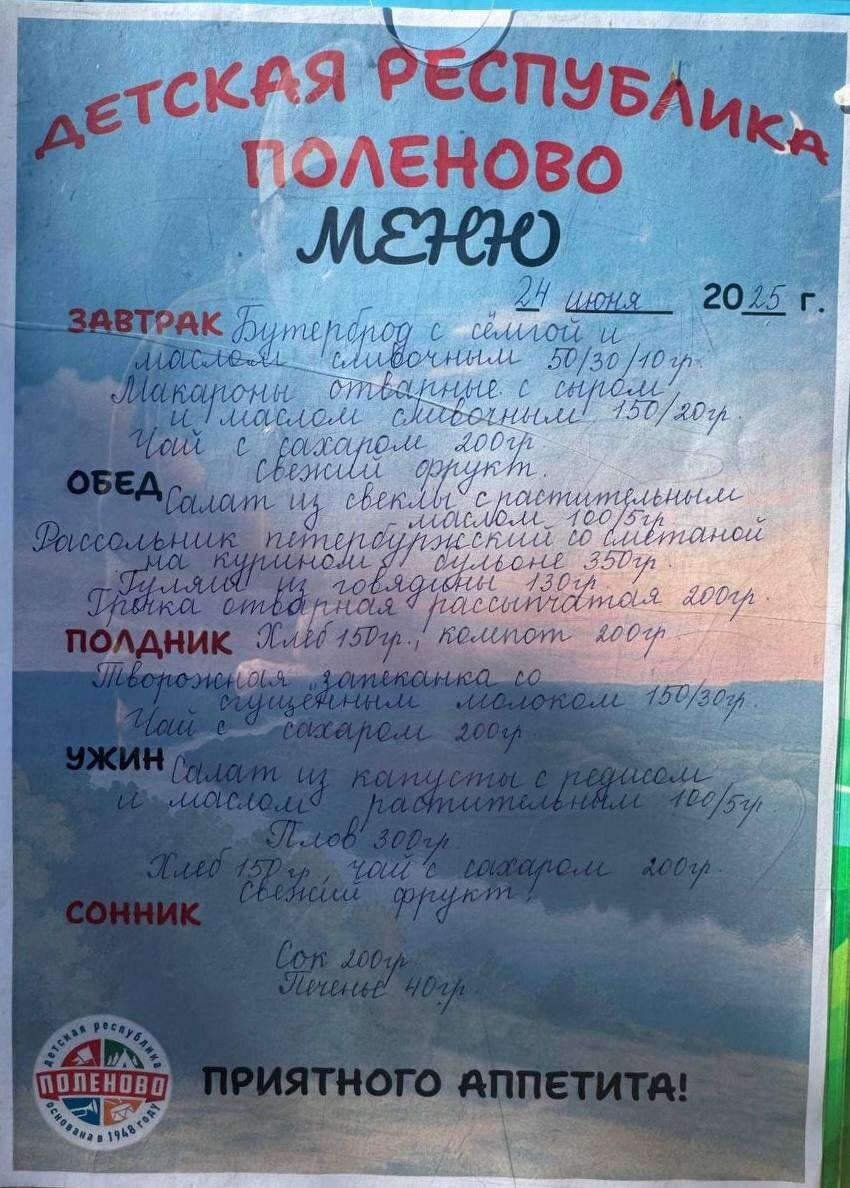 ДЕТСКАЯ РЕСПУБЛИКА
ПОЛЕНОВО
МЕНЮ
24 июня 2025 г.
ЗАВТРАК Бутерброд с сёмгой и
маслом сливочным 50/30/10гр.
Макароны отварные с сыром
и маслом сливочным 150/20гр.
Чай с сахаром 200гр
Свежий фрукт.
ОБЕД Салат из свеклы с растительным
маслом 100/5гр.
Рассольник петербуржский со сметаной
на курином бульоне 350гр.
Гуляш из говядины 130гр.
Гречка отварная рассыпчатая 200гр.
ПОЛДНИК Хлеб 150гр., компот 200гр.
Творожная запеканка со
сгущённым молоком 150/30гр.
Чай с сахаром 200гр
УЖИН Салат из капусты с редисом
и маслом растительным 100/5гр.
Плов 300гр.
Хлеб 150гр, чай с сахаром 200гр.
Свежий фрукт.
СОННИК
Сок 200гр
Печенье 40гр.
детская республика
ПОЛЕНОВО
основана в 1948 году
ПРИЯТНОГО АППЕТИТА!